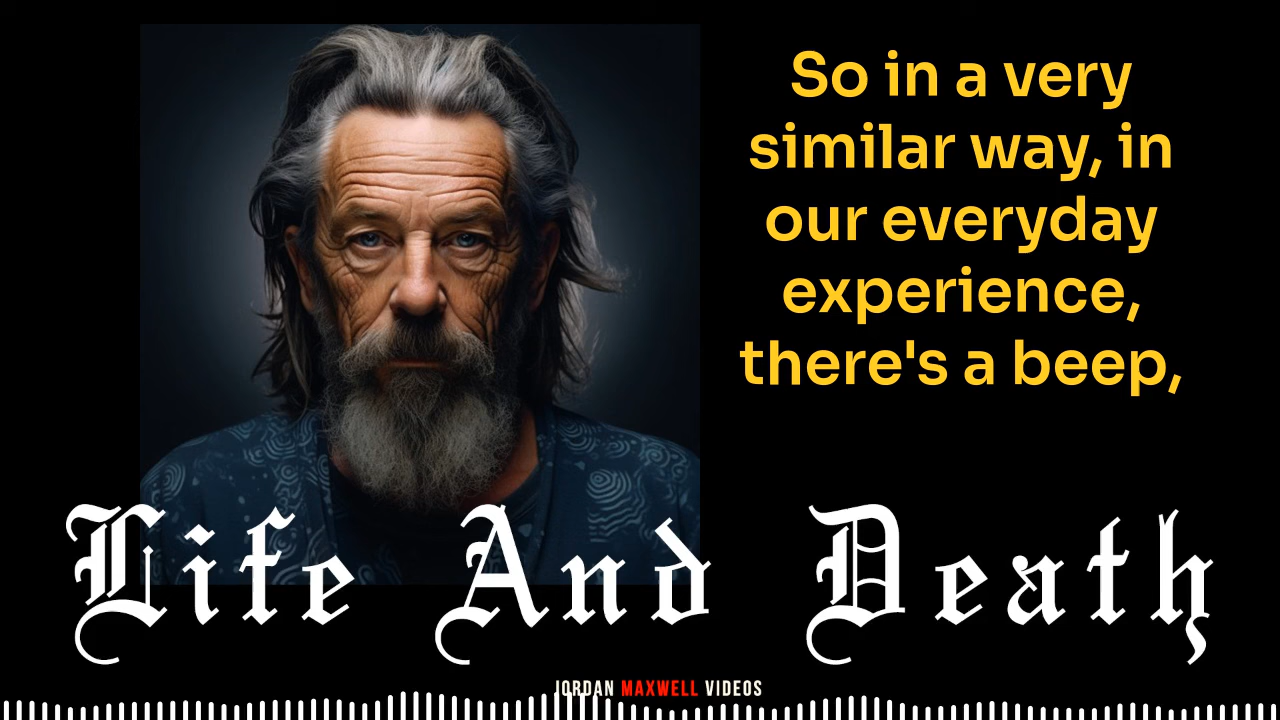 So in a very
similar way, in
our everyday
experience,
there's a beep,
Life And Death
JORDAN MAXWELL VIDEOS